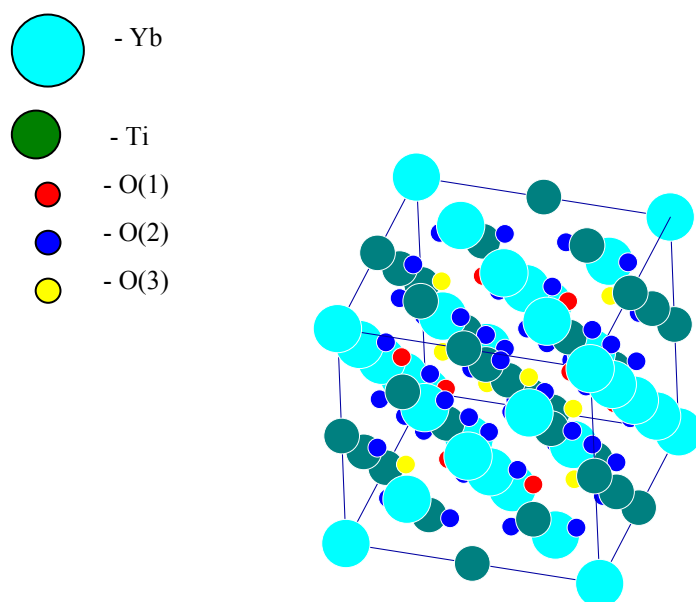 - Yb
- Ti
- O(1)
- O(2)
- O(3)